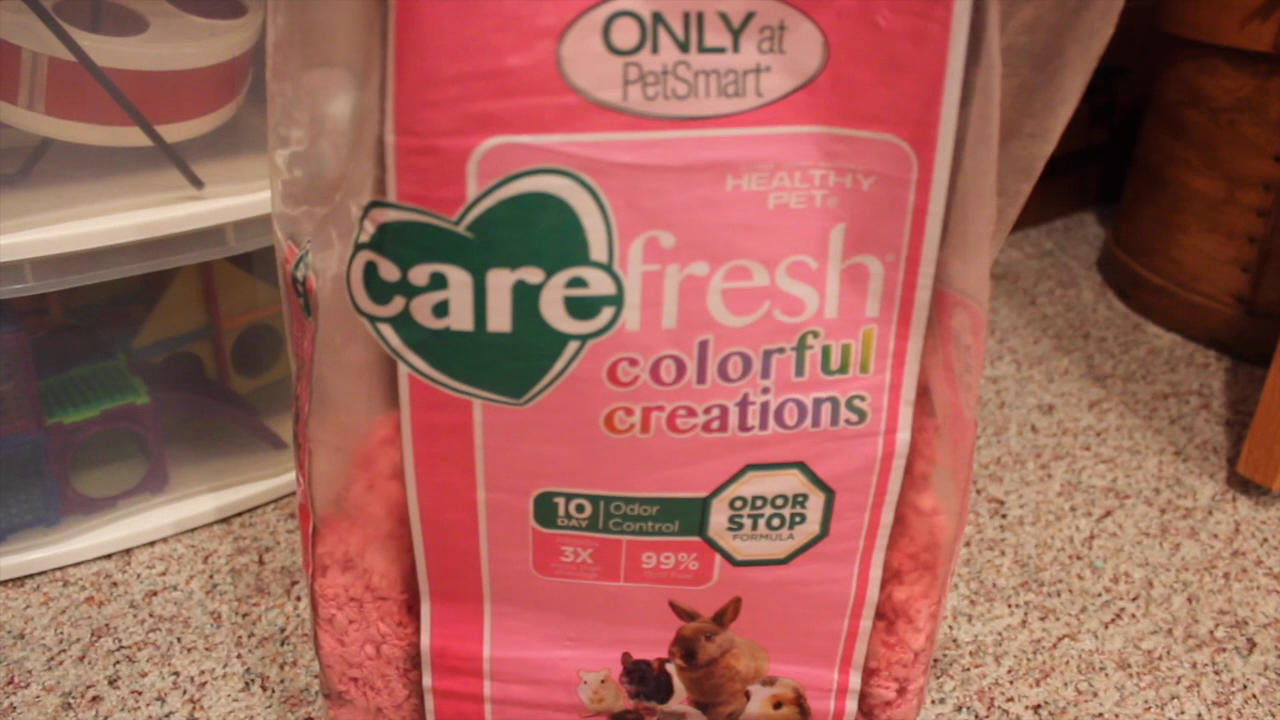 ONLY at
PetSmart
HEALTHY
PET®
carefresh®
colorful
creations
10
DAY
Odor
Control
ODOR
STOP
FORMULA
3X
99%